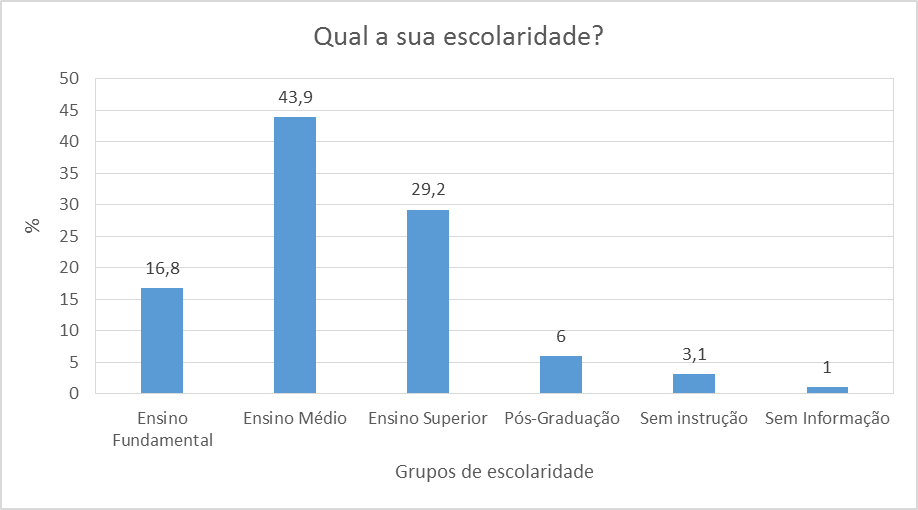 Qual a sua escolaridade?
50
45
40
35
30
25
20
15
10
5
0
%
16,8
43,9
29,2
6
3,1
1
Ensino
Fundamental
Ensino Médio
Ensino Superior
Pós-Graduação
Sem instrução
Sem Informação
Grupos de escolaridade